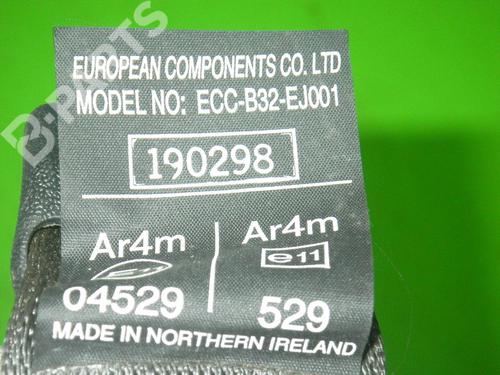 B-PARTS
EUROPEAN COMPONENTS CO. LTD
MODEL NO: ECC-B32-EJ001
190298
Ar4m Ar4m
e11 e11
04529 529
MADE IN NORTHERN IRELAND